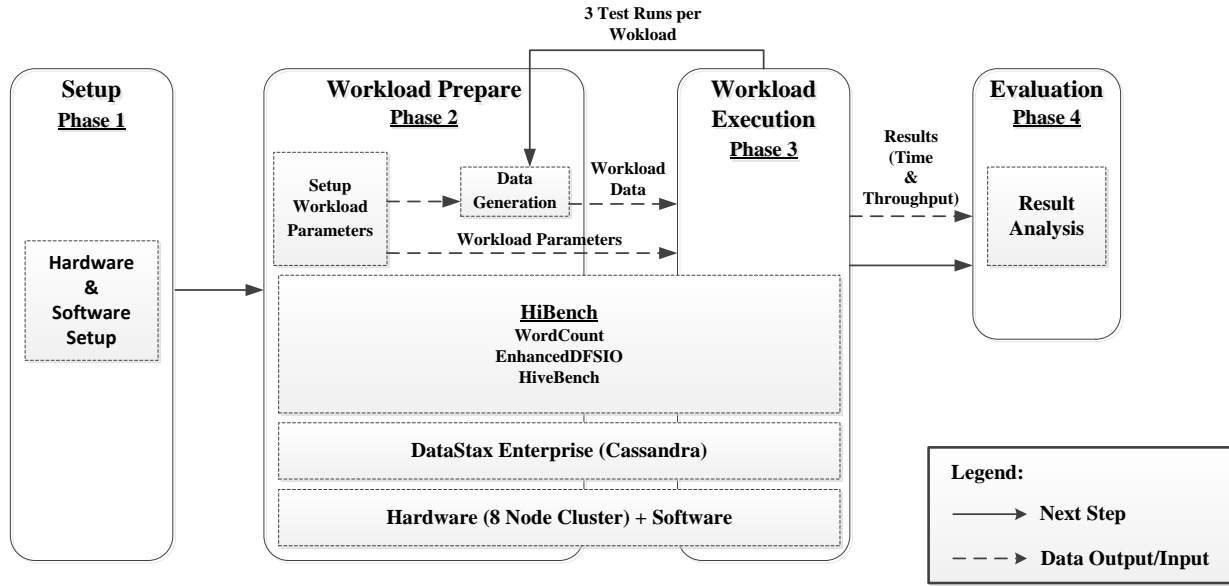 3 Test Runs per
Wokload
Setup
Phase 1
Hardware
&
Software
Setup
Workload Prepare
Phase 2
Setup
Workload
Parameters
Data
Generation
Workload
Data
Workload Parameters
Workload
Execution
Phase 3
HiBench
WordCount
EnhancedDFSIO
HiveBench
DataStax Enterprise (Cassandra)
Hardware (8 Node Cluster) + Software
Results
(Time
&
Throughput)
Evaluation
Phase 4
Result
Analysis
Legend:
Next Step
Data Output/Input